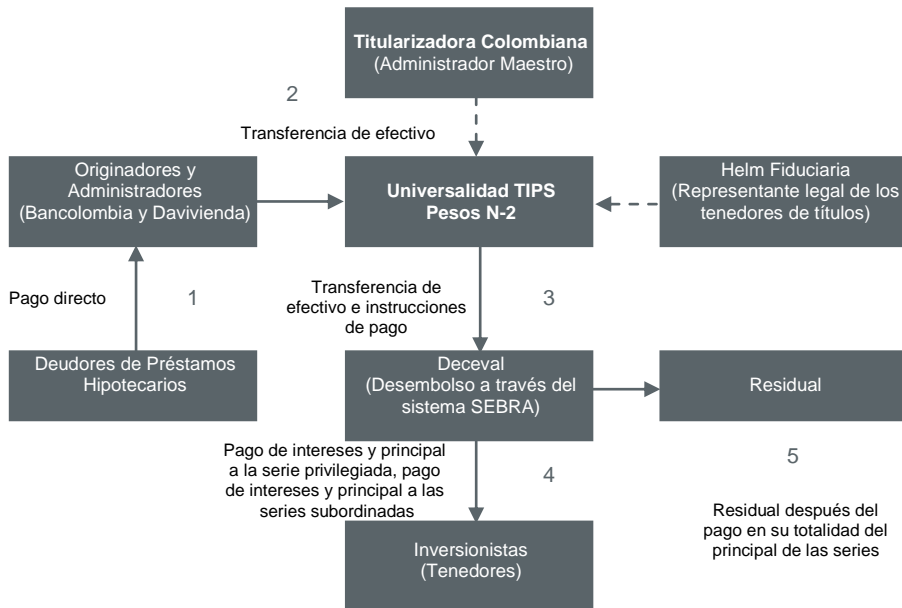 Titularizadora Colombiana
(Administrador Maestro)
2
Transferencia de efectivo
Originadores y
Administradores
(Bancolombia y Davivienda)
Universalidad TIPS
Pesos N-2
Helm Fiduciaria
(Representante legal de los
tenedores de títulos)
Pago directo
1
Transferencia de
efectivo e instrucciones
de pago
3
Deudores de Préstamos
Hipotecarios
Deceval
(Desembolso a través del
sistema SEBRA)
Residual
Pago de intereses y principal
a la serie privilegiada, pago
de intereses y principal a las
series subordinadas
4
5
Residual después del
pago en su totalidad del
principal de las series
Inversionistas
(Tenedores)